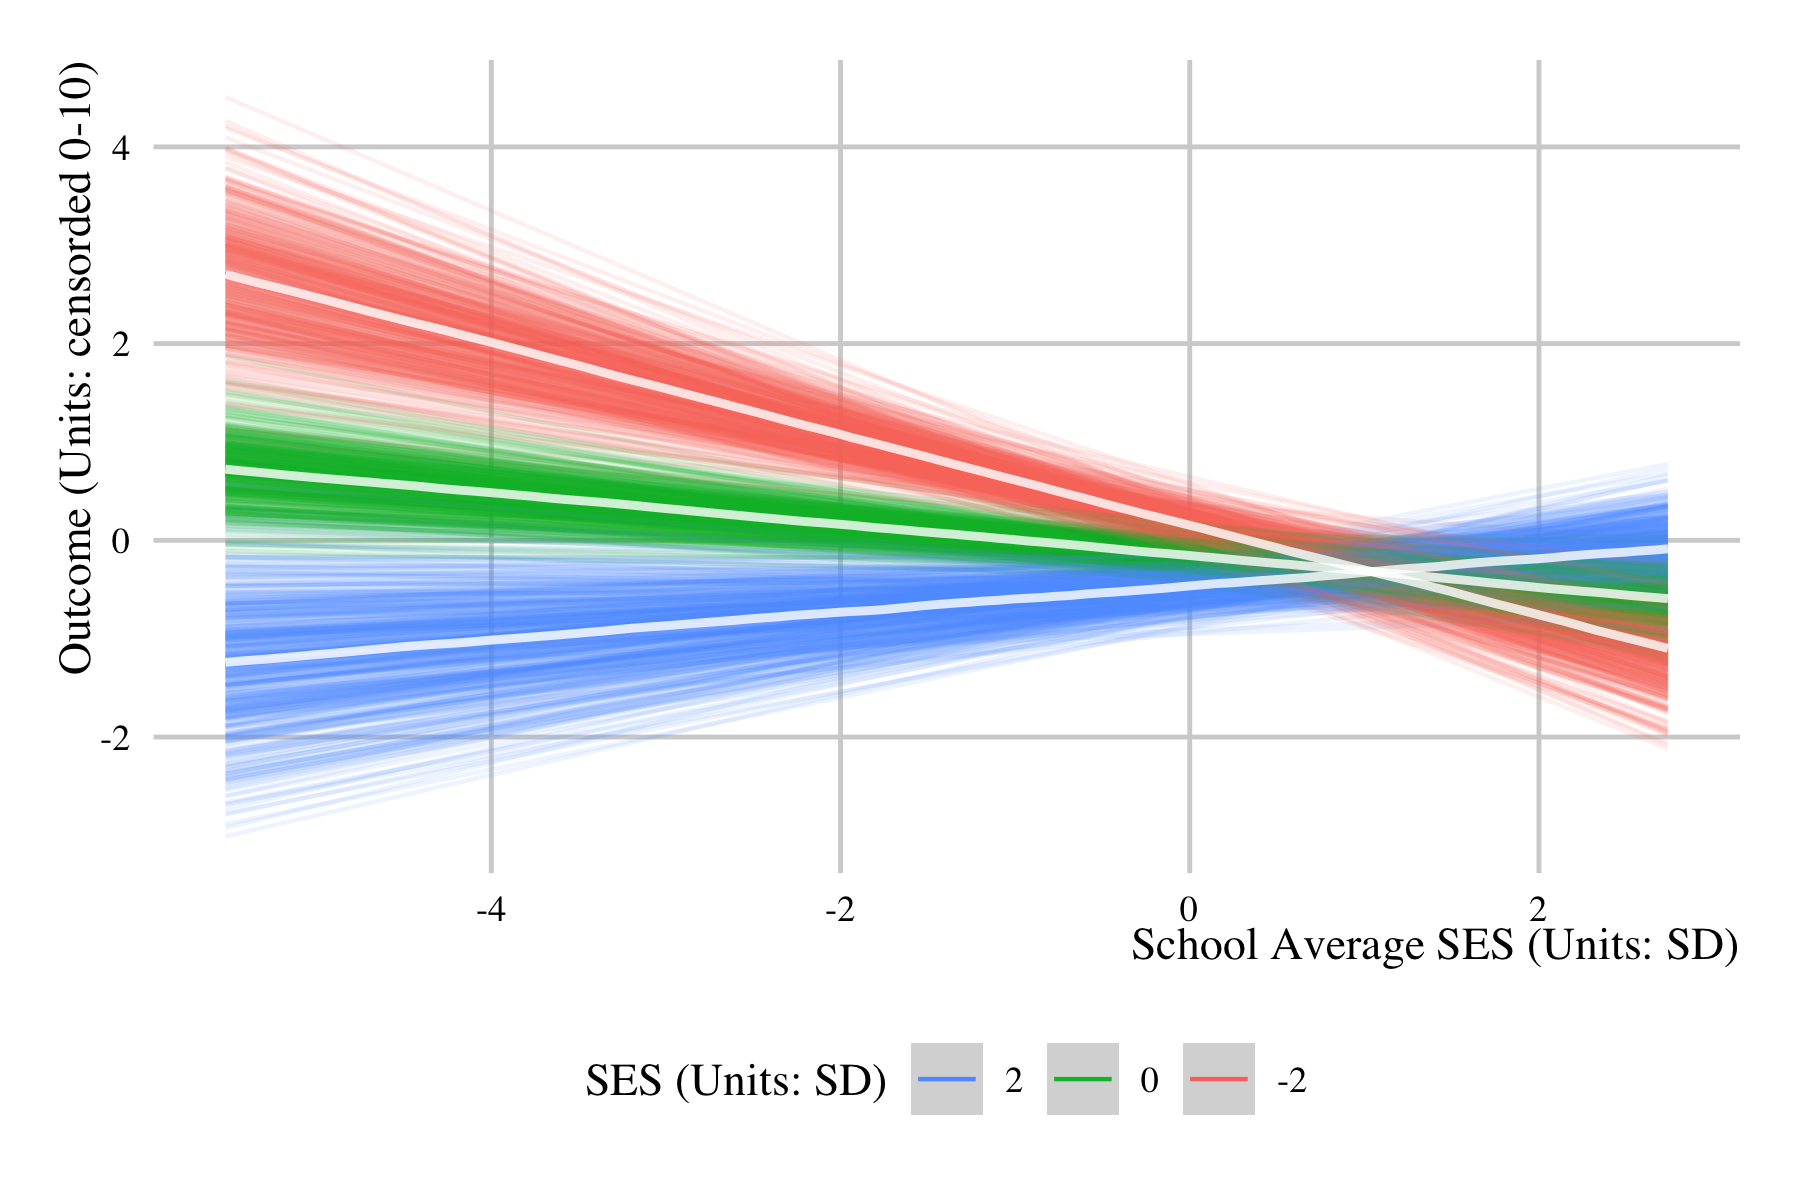 Outcome (Units: censorded 0-10)
4
2
0
-2
-4 -2 0 2
School Average SES (Units: SD)
SES (Units: SD) 2 0 -2